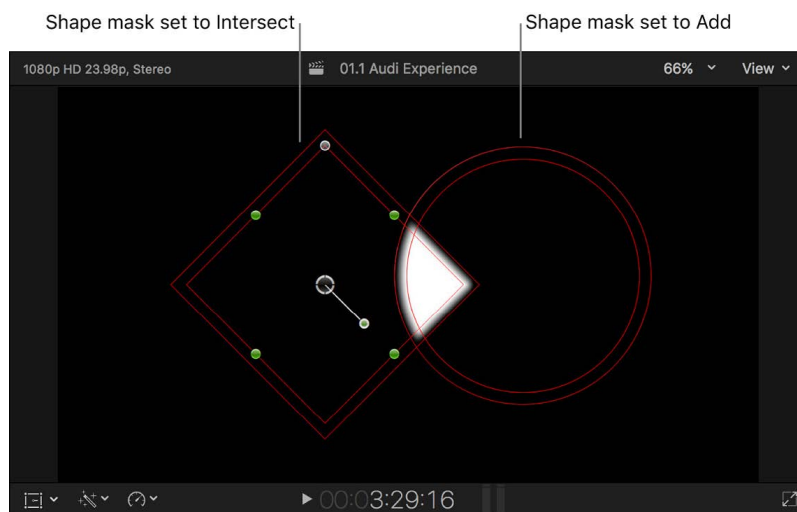 Shape mask set to Intersect
Shape mask set to Add
1080p HD 23.98p, Stereo
01.1 Audi Experience
66%
View
00:03:29:16